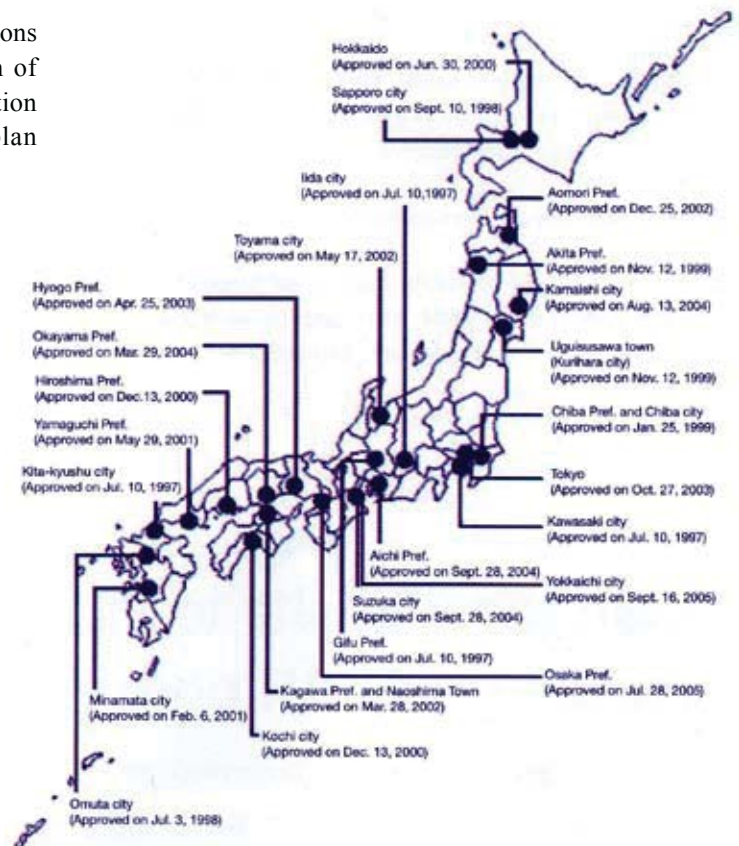 ons
n of
tion
plan
Hokkaido
(Approved on Jun. 30, 2000)
Sapporo city
(Approved on Sept. 10, 1998)
Iida city
(Approved on Jul. 10,1997)
Aomori Pref.
(Approved on Dec. 25, 2002)
Toyama city
(Approved on May 17, 2002)
Akita Pref.
(Approved on Nov. 12, 1999)
Hyogo Pref.
(Approved on Apr. 25, 2003)
Kamaishi city
(Approved on Aug. 13, 2004)
Okayama Pref.
(Approved on Mar. 29, 2004)
Uguisusawa town
(Kurihara city)
(Approved on Nov. 12, 1999)
Hiroshima Pref.
(Approved on Dec.13, 2000)
Chiba Pref. and Chiba city
(Approved on Jan. 25, 1999)
Yamaguchi Pref.
(Approved on May 29, 2001)
Kita-kyushu city
(Approved on Jul. 10, 1997)
Tokyo
(Approved on Oct. 27, 2003)
Kawasaki city
(Approved on Jul. 10, 1997)
Aichi Pref.
(Approved on Sept. 28, 2004)
Yokkaichi city
(Approved on Sept. 16, 2005)
Suzuka city
(Approved on Sept. 28, 2004)
Gifu Pref.
(Approved on Jul. 10, 1997)
Osaka Pref.
(Approved on Jul. 28, 2005)
Kagawa Pref. and Naoshima Town
(Approved on Mar. 28, 2002)
Minamata city
(Approved on Feb. 6, 2001)
Kochi city
(Approved on Dec. 13, 2000)
Omuta city
(Approved on Jul. 3, 1998)